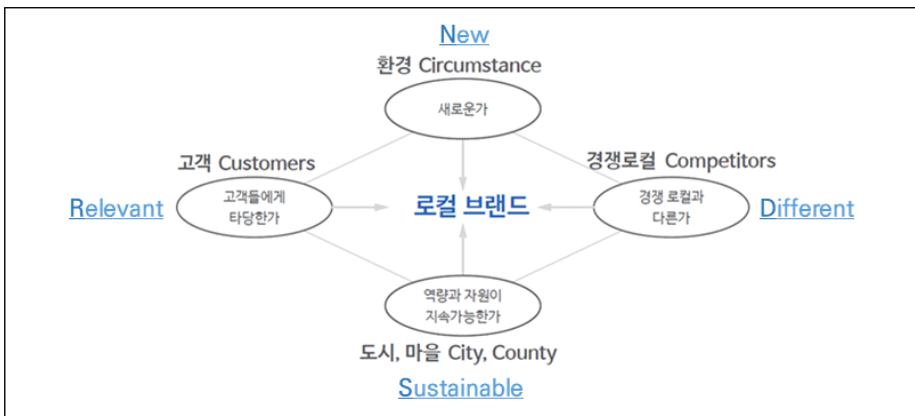 New
환경 Circumstance
새로운가
고객 Customers
경쟁로컬 Competitors
Relevant
고객들에게
타당한가
로컬 브랜드
경쟁 로컬과
다른가
Different
역량과 자원이
지속가능한가
도시, 마을 City, County
Sustainable